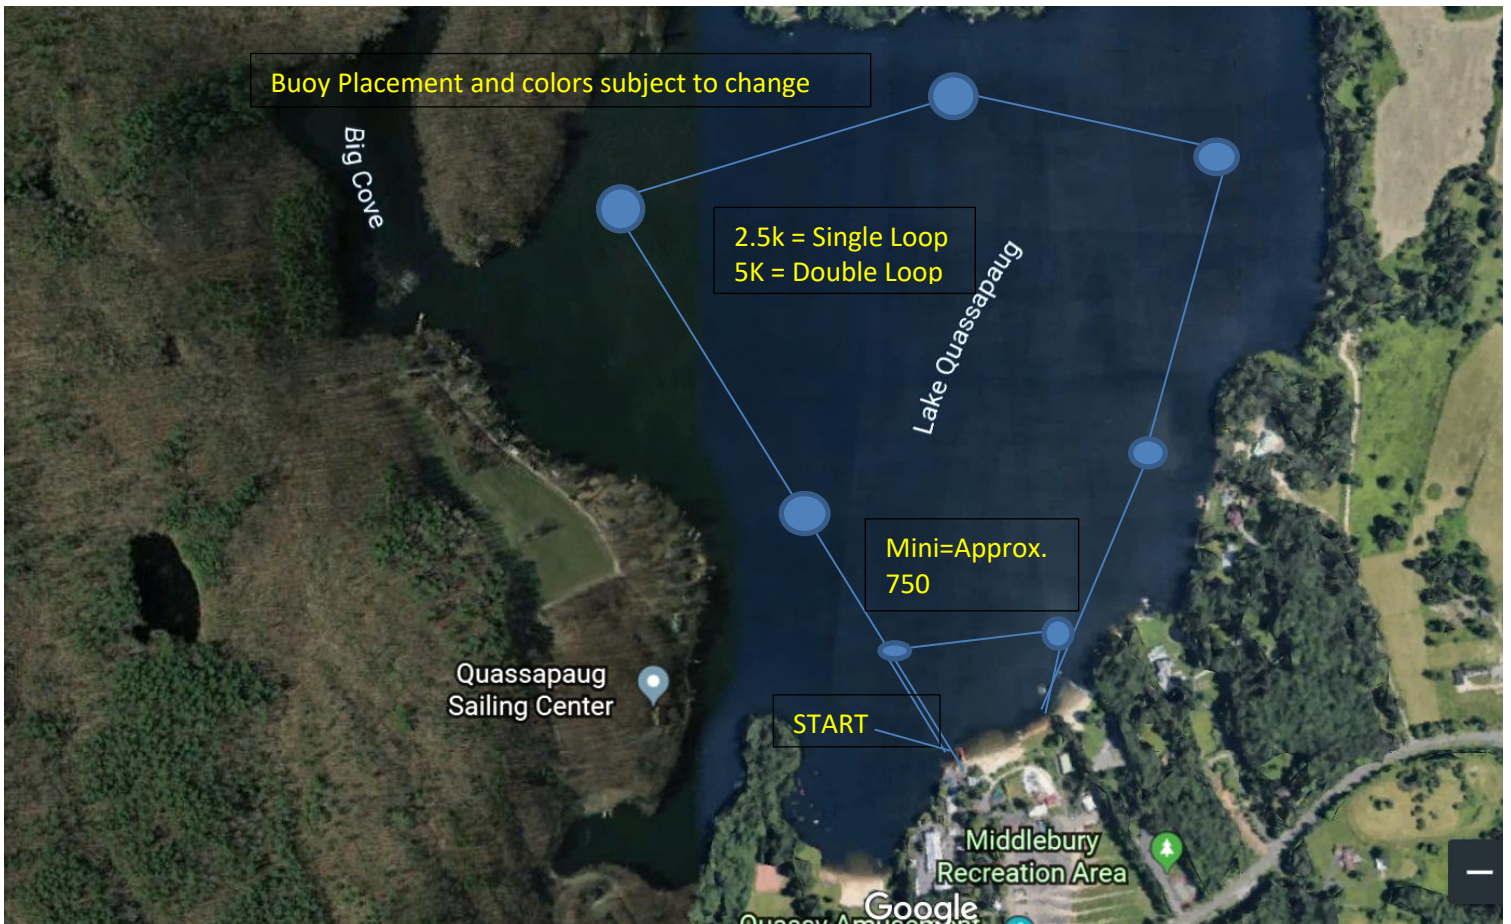 Buoy Placement and colors subject to change
Big Cove
2.5k = Single Loop
5K = Double Loop
Lake Quassapaug
Mini=Approx.
750
Quassapaug
Sailing Center
START
Middlebury
Recreation Area
Google